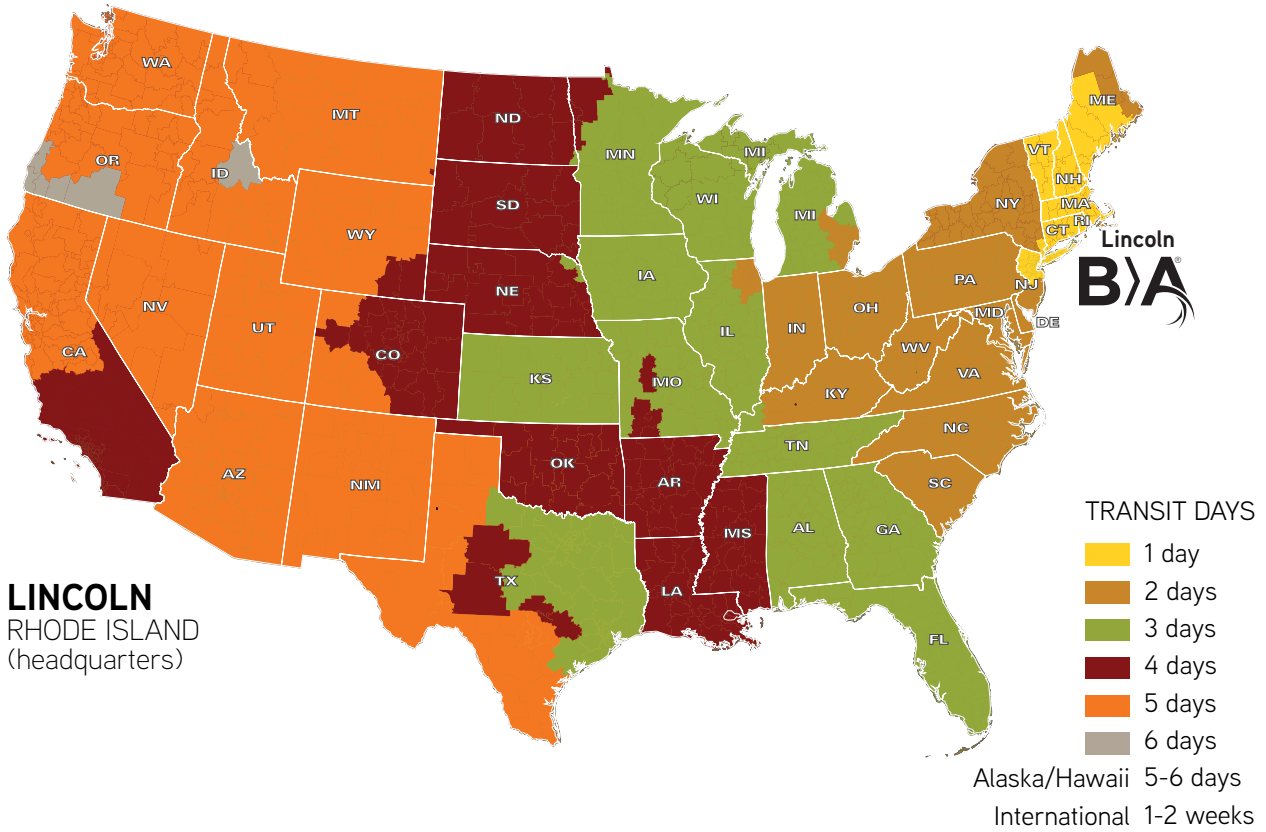 WA
MT
ND
MN
ME
OR
ID
SD
WI
MII
MII
VT
NH
NY
MA
RI
CT
WY
IA
NE
PA
NJ
Lincoln
B⟩A®
NV
UT
CO
CA
IL
IN
OH
MD
DE
WV
VA
KS
MO
KY
NC
TN
AZ
NM
OK
AR
SC
TX
MS
AL
GA
LA
FL
LINCOLN
RHODE ISLAND
(headquarters)
TRANSIT DAYS
1 day
2 days
3 days
4 days
5 days
6 days
Alaska/Hawaii 5-6 days
International 1-2 weeks